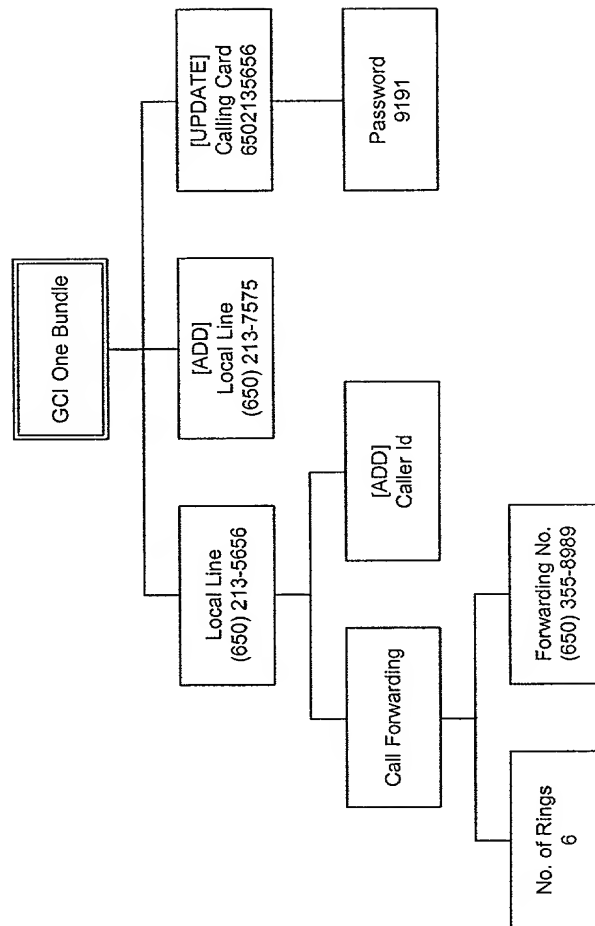 GCI One Bundle
Local Line
(650) 213-5656
[ADD]
Local Line
(650) 213-7575
[UPDATE]
Calling Card
6502135656
Call Forwarding
[ADD]
Caller Id
Password
9191
No. of Rings
6
Forwarding No.
(650) 355-8989